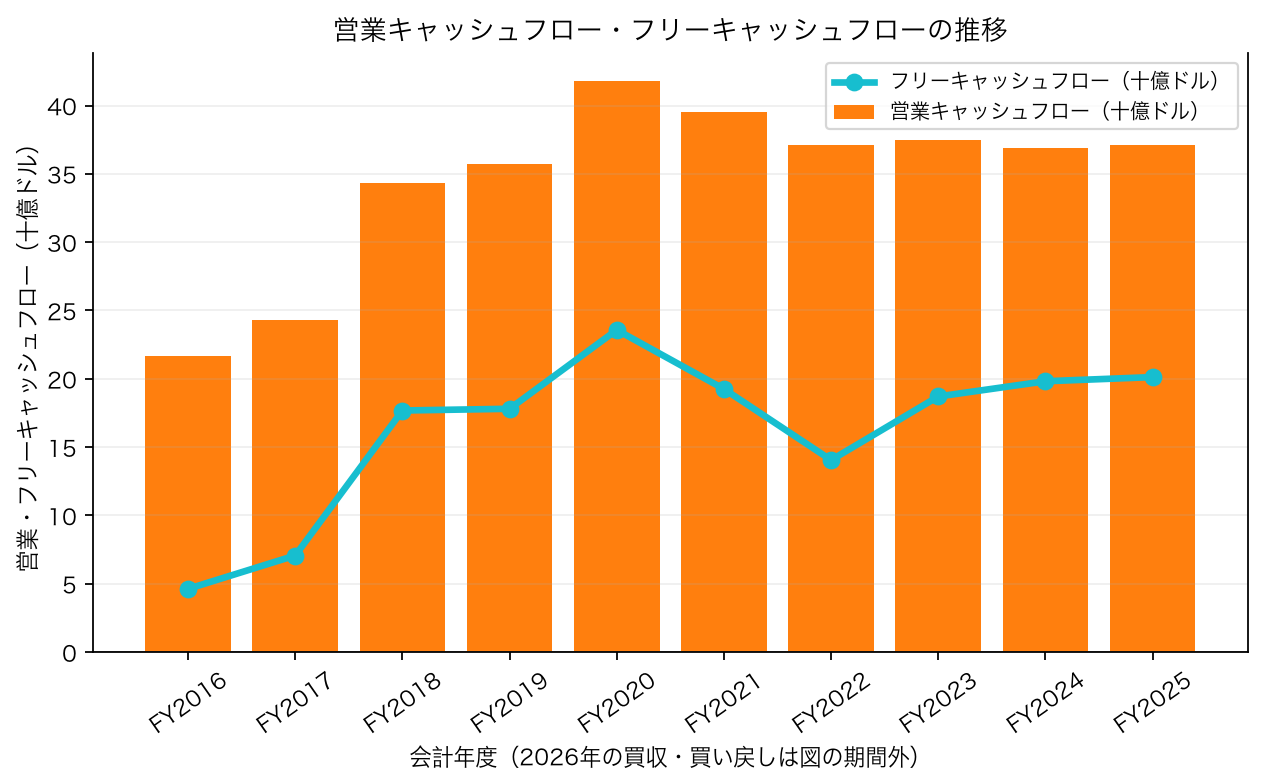 営業キャッシュフロー・フリーキャッシュフローの推移
フリーキャッシュフロー（十億ドル）
営業キャッシュフロー（十億ドル）
営業・フリーキャッシュフロー（十億ドル）
40
35
30
25
20
15
10
5
0
FY2016
FY2017
FY2018
FY2019
FY2020
FY2021
FY2022
FY2023
FY2024
FY2025
会計年度（2026年の買収・買い戻しは図の期間外）